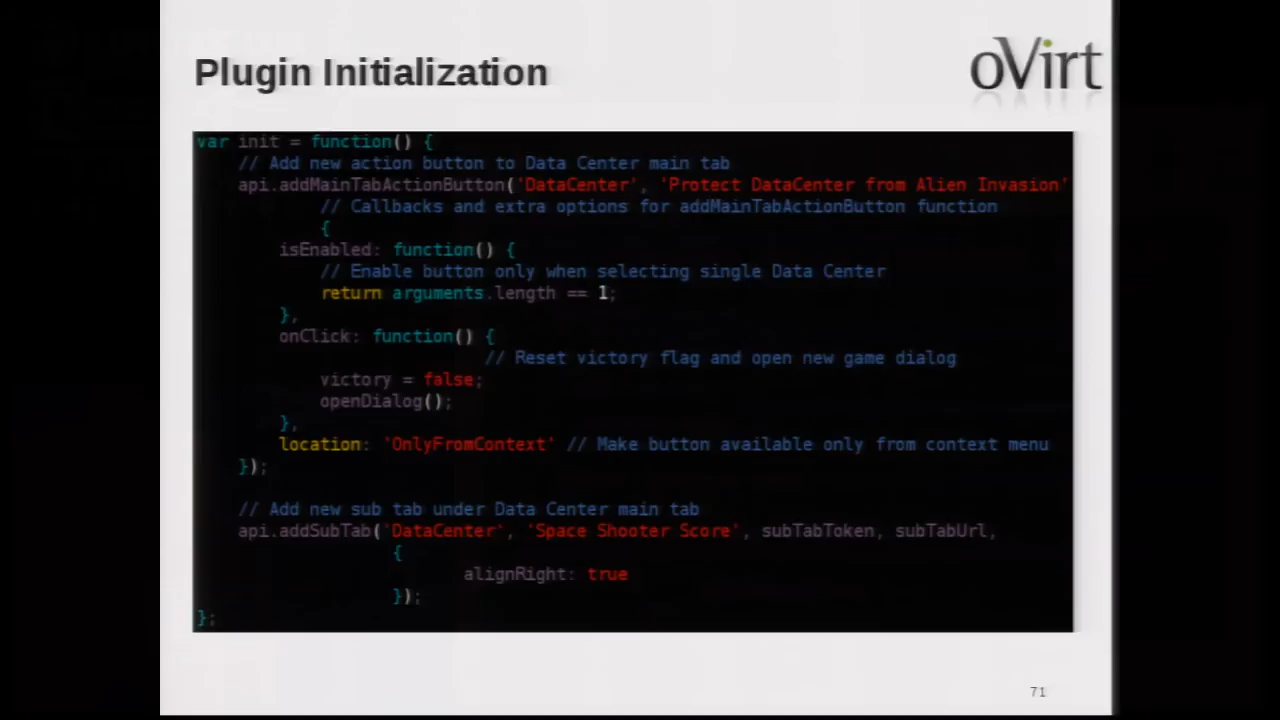 Plugin Initialization
oVirt
var init = function() {
// Add new action button to Data Center main tab
api.addMainTabActionButton('DataCenter', 'Protect DataCenter from Alien Invasion'
// Callbacks and extra options for addMainTabActionButton function
{
isEnabled: function() {
// Enable button only when selecting single Data Center
return arguments.length == 1;
},
onClick: function() {
// Reset victory flag and open new game dialog
victory = false;
openDialog();
},
location: 'OnlyFromContext' // Make button available only from context menu
});
// Add new sub tab under Data Center main tab
api.addSubTab('DataCenter', 'Space Shooter Score', subTabToken, subTabUrl,
{
alignRight: true
});
};
71